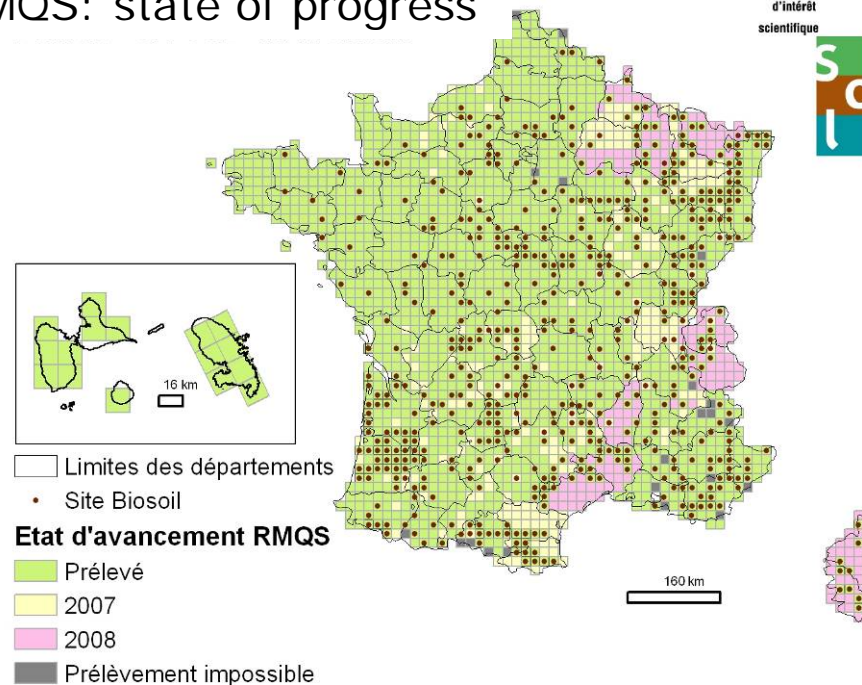 MQS: state of progress
d'intérêt
scientifique
S
o
l
16 km
Limites des départements
Site Biosoil
Etat d'avancement RMQS
Prélevé
2007
2008
Prélèvement impossible
160 km